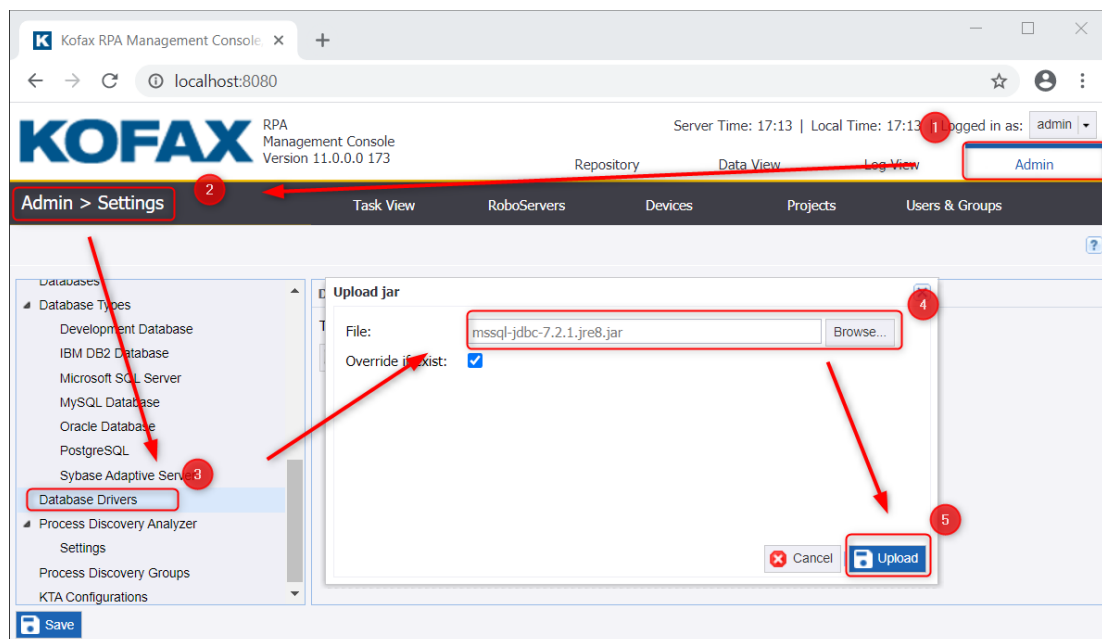 K Kofax RPA Management Console
localhost:8080
KOFAX
RPA
Management Console
Version 11.0.0.0 173
Server Time: 17:13 | Local Time: 17:13 | Logged in as: admin
1
Repository Data View Log View Admin
2
Admin > Settings Task View RoboServers Devices Projects Users & Groups
?
Databases
Database Types
Development Database
IBM DB2 Database
Microsoft SQL Server
MySQL Database
Oracle Database
PostgreSQL
Sybase Adaptive Server
3
Database Drivers
Process Discovery Analyzer
Settings
Process Discovery Groups
KTA Configurations
Save
D
T
Upload jar
4
File: mssql-jdbc-7.2.1.jre8.jar Browse...
Override if exist:
5
Cancel Upload